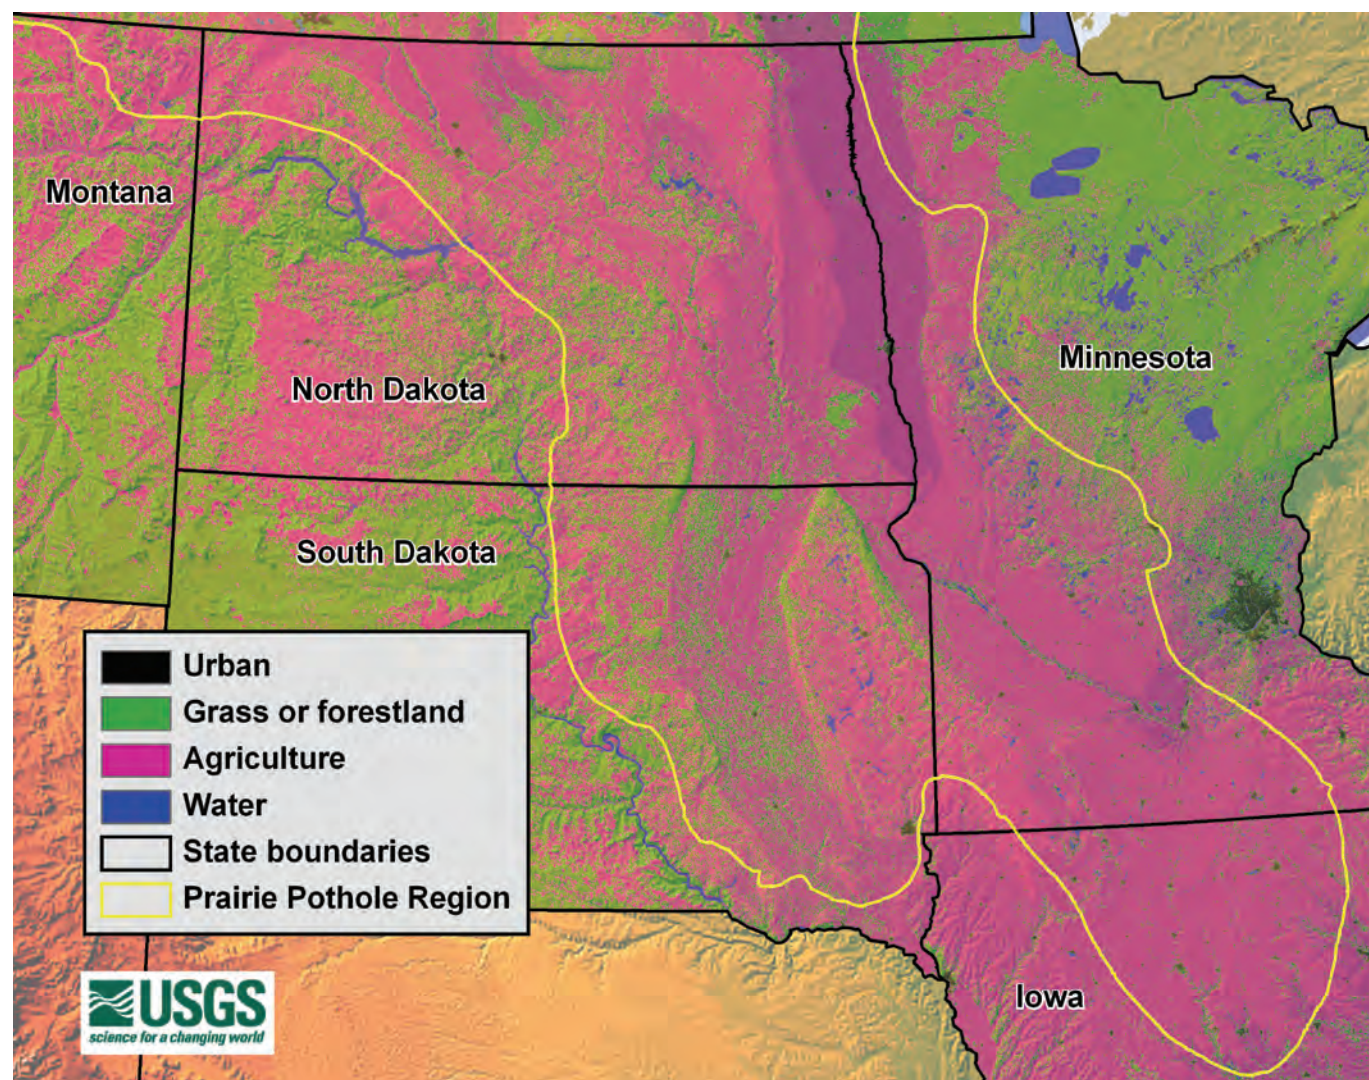 Montana
North Dakota
Minnesota
South Dakota
Urban
Grass or forestland
Agriculture
Water
State boundaries
Prairie Pothole Region
Iowa
USGS
science for a changing world